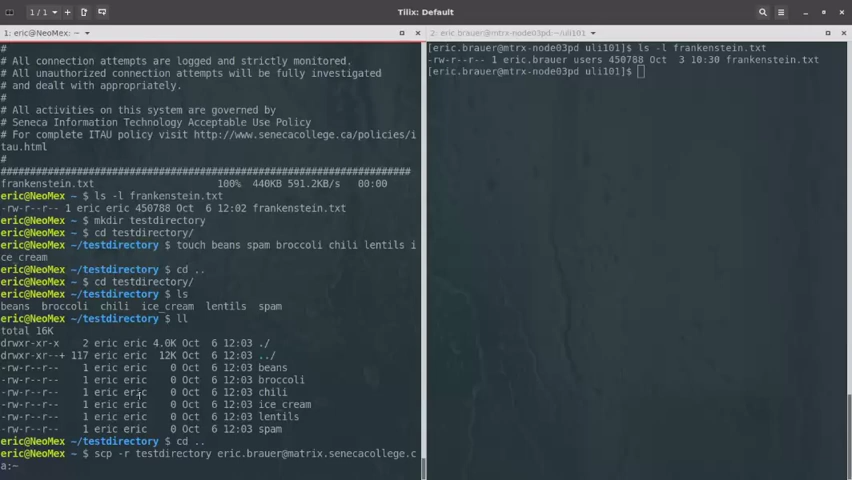 1 / 1
Tilix: Default
1: eric@NeoMex: ~
2: eric.brauer@mtrx-node03pd:~/uli101
#
# All connection attempts are logged and strictly monitored.
# All unauthorized connection attempts will be fully investigated
# and dealt with appropriately.
#
# All activities on this system are governed by
# Seneca Information Technology Acceptable Use Policy
# For complete ITAU policy visit http://www.senecacollege.ca/policies/i
tau.html
#
#######################################################################
frankenstein.txt 100% 440KB 591.2KB/s 00:00
eric@NeoMex ~ $ ls -l frankenstein.txt
-rw-r--r-- 1 eric eric 450788 Oct 6 12:02 frankenstein.txt
eric@NeoMex ~ $ mkdir testdirectory
eric@NeoMex ~ $ cd testdirectory/
eric@NeoMex ~/testdirectory $ touch beans spam broccoli chili lentils i
ce_cream
eric@NeoMex ~/testdirectory $ cd ..
eric@NeoMex ~ $ cd testdirectory/
eric@NeoMex ~/testdirectory $ ls
beans broccoli chili ice_cream lentils spam
eric@NeoMex ~/testdirectory $ ll
total 16K
drwxr-xr-x 2 eric eric 4.0K Oct 6 12:03 ./
drwxr-xr--+ 117 eric eric 12K Oct 6 12:03 ../
-rw-r--r-- 1 eric eric 0 Oct 6 12:03 beans
-rw-r--r-- 1 eric eric 0 Oct 6 12:03 broccoli
-rw-r--r-- 1 eric eric 0 Oct 6 12:03 chili
-rw-r--r-- 1 eric eric 0 Oct 6 12:03 ice_cream
-rw-r--r-- 1 eric eric 0 Oct 6 12:03 lentils
-rw-r--r-- 1 eric eric 0 Oct 6 12:03 spam
eric@NeoMex ~/testdirectory $ cd ..
eric@NeoMex ~ $ scp -r testdirectory eric.brauer@matrix.senecacollege.c
a:~
[eric.brauer@mtrx-node03pd uli101]$ ls -l frankenstein.txt
-rw-r--r-- 1 eric.brauer users 450788 Oct 3 10:30 frankenstein.txt
[eric.brauer@mtrx-node03pd uli101]$